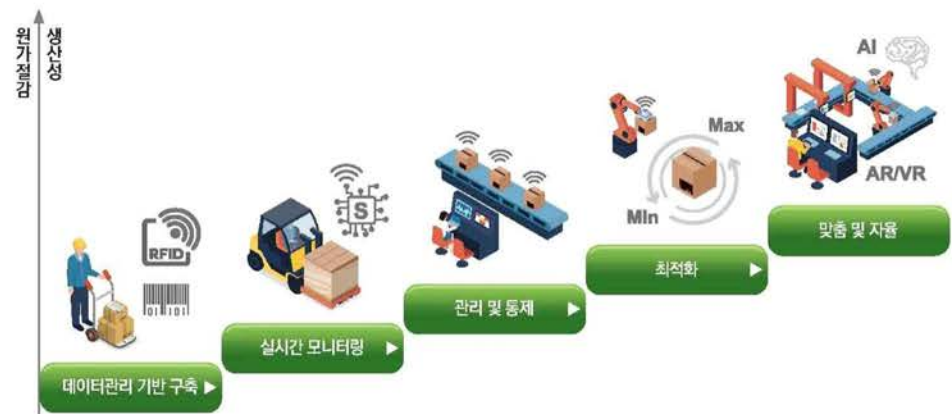 원가절감
생산성
RFID
01101
데이터관리 기반 구축
S
실시간 모니터링
관리 및 통제
Max
Min
최적화
AI
AR/VR
맞춤 및 자율